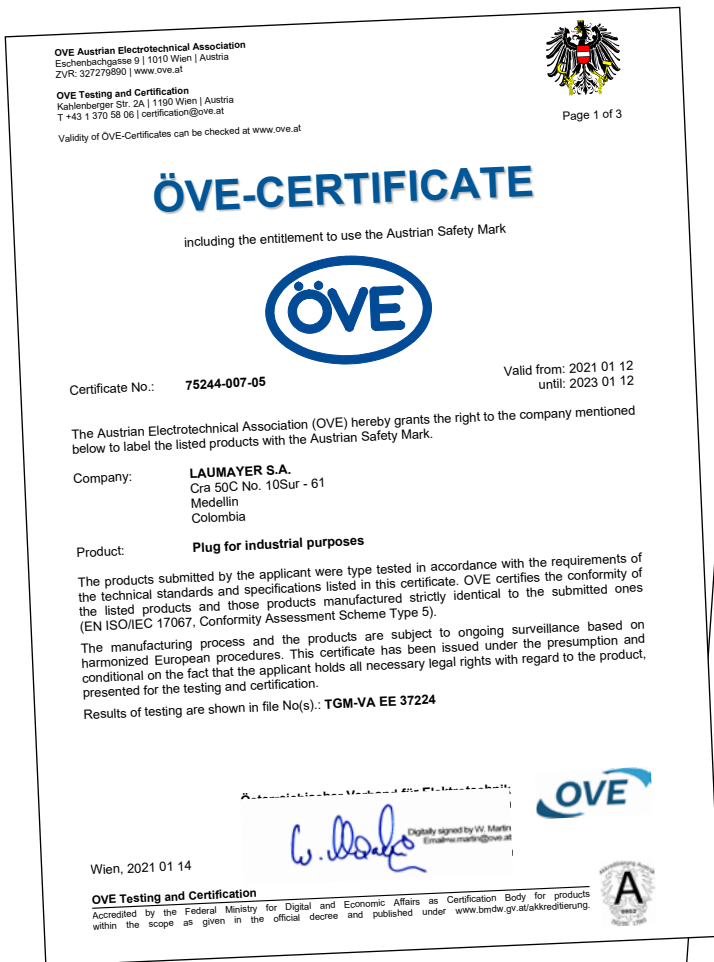 OVE Austrian Electrotechnical Association
Eschenbachgasse 9 | 1010 Wien | Austria
ZVR: 327279890 | www.ove.at
OVE Testing and Certification
Kahlenberger Str. 2A | 1190 Wien | Austria
T +43 1 370 58 06 | certification@ove.at
Validity of ÖVE-Certificates can be checked at www.ove.at
Page 1 of 3
ÖVE-CERTIFICATE
including the entitlement to use the Austrian Safety Mark
ÖVE
Certificate No.: 75244-007-05
Valid from: 2021 01 12
until: 2023 01 12
The Austrian Electrotechnical Association (OVE) hereby grants the right to the company mentioned
below to label the listed products with the Austrian Safety Mark.
Company: LAUMAYER S.A.
Cra 50C No. 10Sur - 61
Medellin
Colombia
Product: Plug for industrial purposes
The products submitted by the applicant were type tested in accordance with the requirements of
the technical standards and specifications listed in this certificate. OVE certifies the conformity of
the listed products and those products manufactured strictly identical to the submitted ones
(EN ISO/IEC 17067, Conformity Assessment Scheme Type 5).
The manufacturing process and the products are subject to ongoing surveillance based on
harmonized European procedures. This certificate has been issued under the presumption and
conditional on the fact that the applicant holds all necessary legal rights with regard to the product,
presented for the testing and certification.
Results of testing are shown in file No(s).: TGM-VA EE 37224
Österreichischer Verband für Elektrotechnik
OVE
Digitally signed by W. Martin
Email=w.martin@ove.at
Wien, 2021 01 14
OVE Testing and Certification
Accredited by the Federal Ministry for Digital and Economic Affairs as Certification Body for products
within the scope as given in the official decree and published under www.bmdw.gv.at/akkreditierung.
A